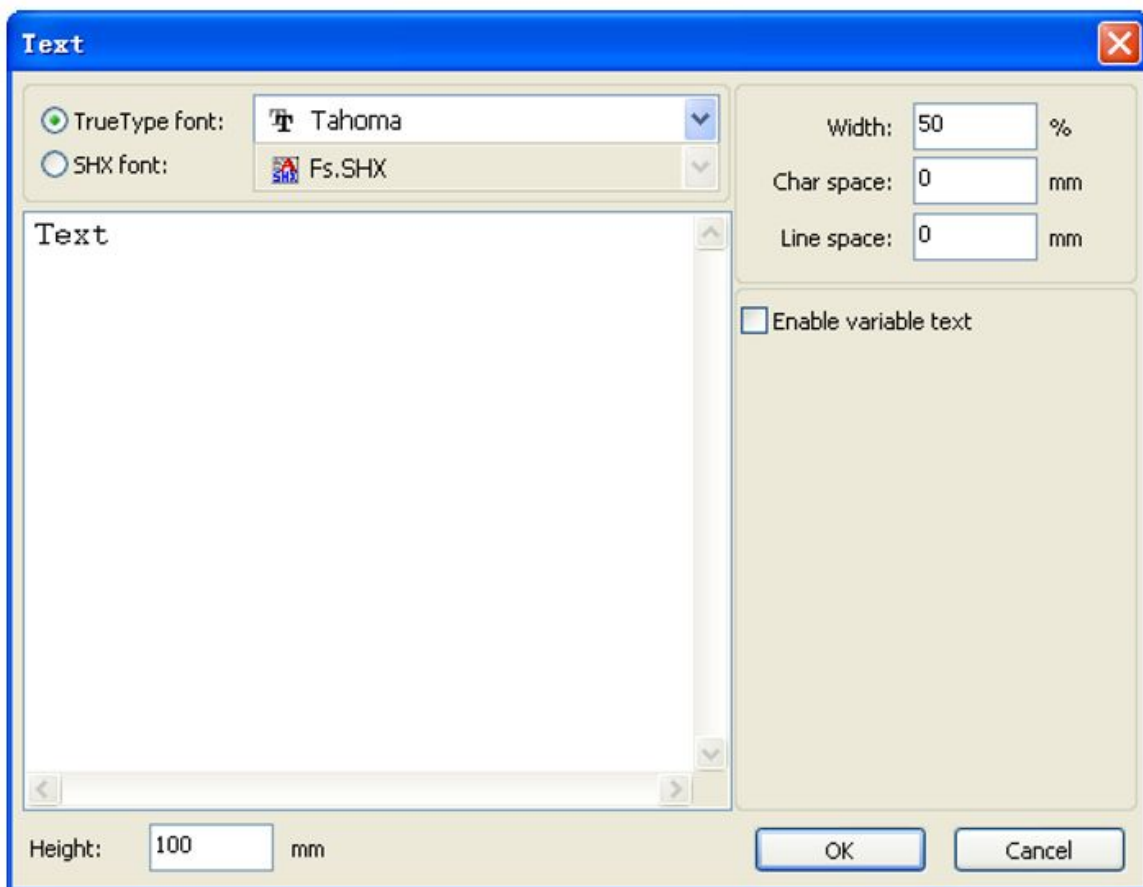 Text
TrueType font: Tahoma
SHX font: Fs.SHX
Width: 50 %
Char space: 0 mm
Line space: 0 mm
Text
Enable variable text
Height: 100 mm
OK Cancel